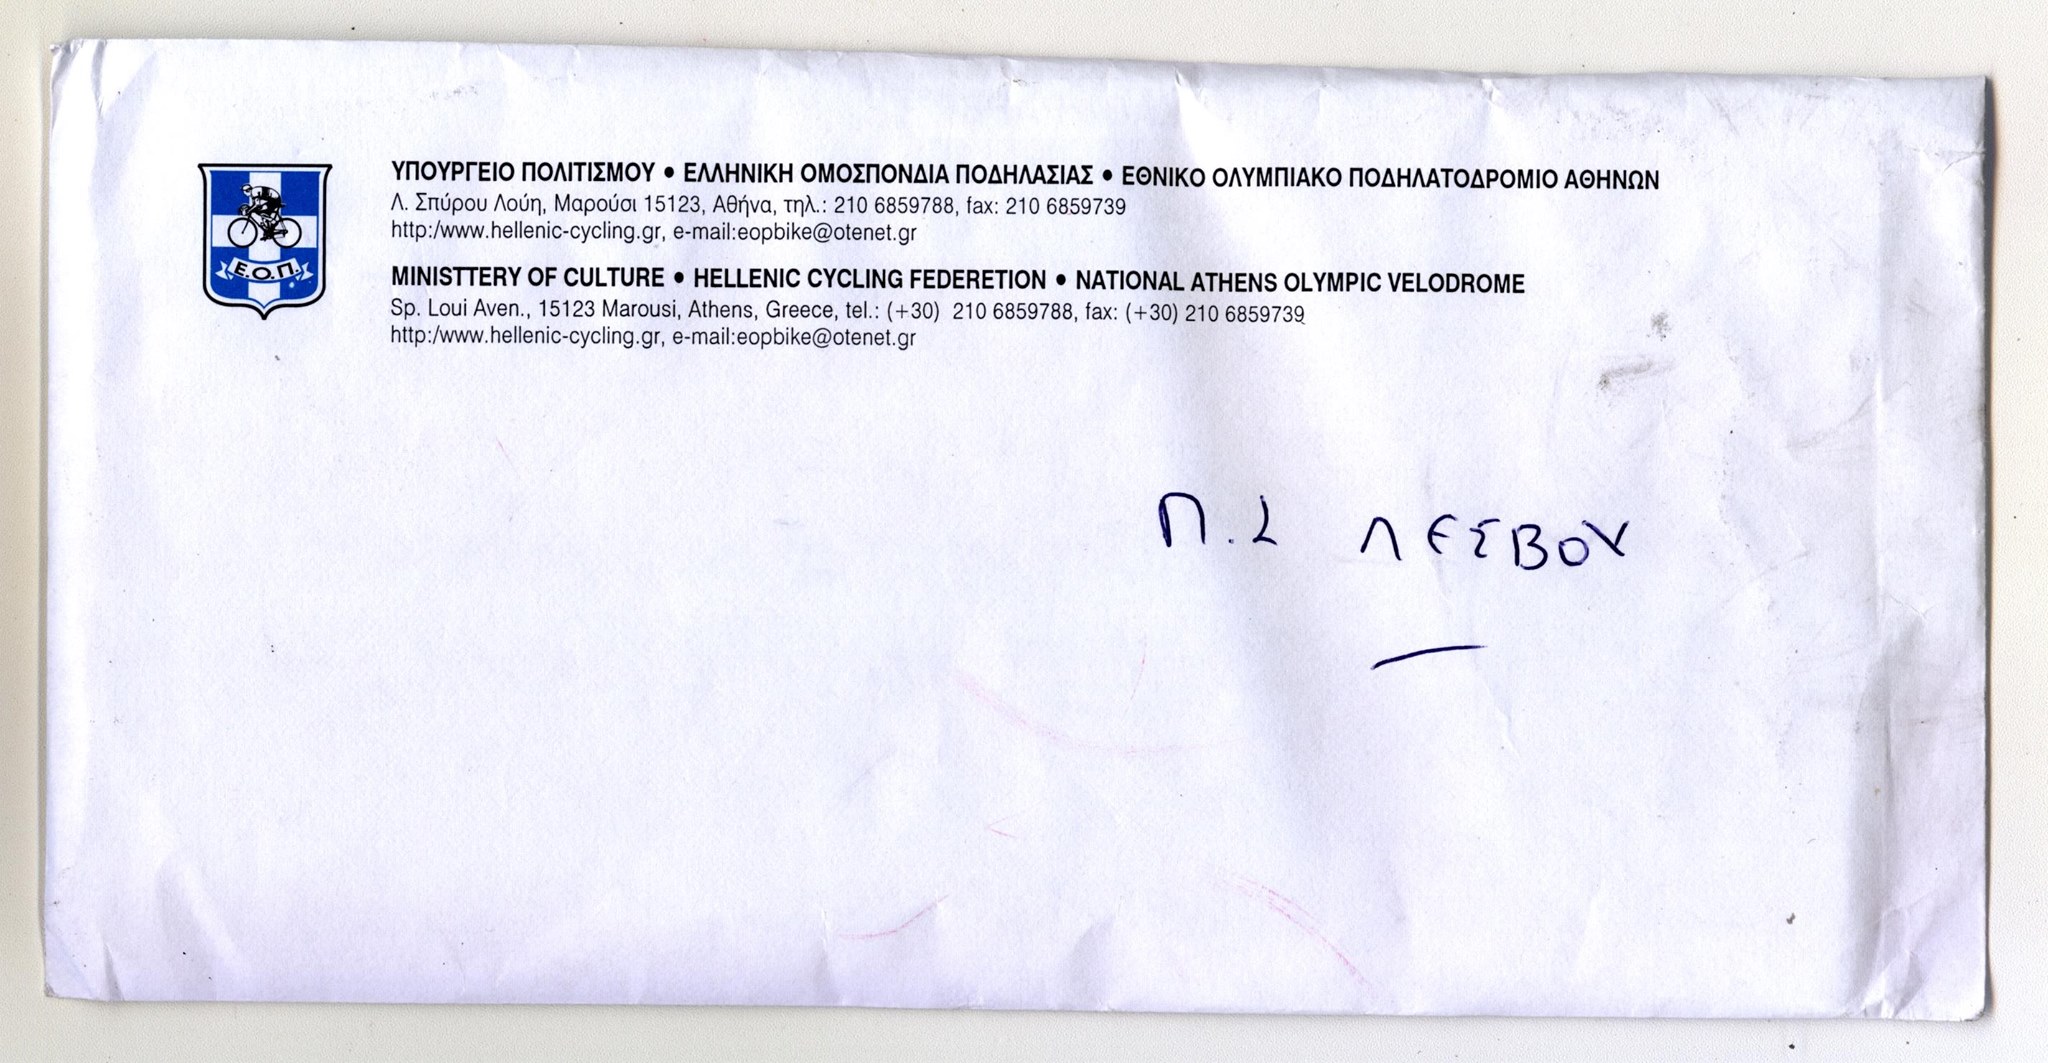 Ε.Ο.Π.
ΥΠΟΥΡΓΕΙΟ ΠΟΛΙΤΙΣΜΟΥ • ΕΛΛΗΝΙΚΗ ΟΜΟΣΠΟΝΔΙΑ ΠΟΔΗΛΑΣΙΑΣ • ΕΘΝΙΚΟ ΟΛΥΜΠΙΑΚΟ ΠΟΔΗΛΑΤΟΔΡΟΜΙΟ ΑΘΗΝΩΝ
Λ. Σπύρου Λούη, Μαρούσι 15123, Αθήνα, τηλ.: 210 6859788, fax: 210 6859739
http:/www.hellenic-cycling.gr, e-mail:eopbike@otenet.gr
MINISTTERY OF CULTURE • HELLENIC CYCLING FEDERETION • NATIONAL ATHENS OLYMPIC VELODROME
Sp. Loui Aven., 15123 Marousi, Athens, Greece, tel.: (+30) 210 6859788, fax: (+30) 210 6859739
http:/www.hellenic-cycling.gr, e-mail:eopbike@otenet.gr
Π.Σ ΛΕΣΒΟΥ